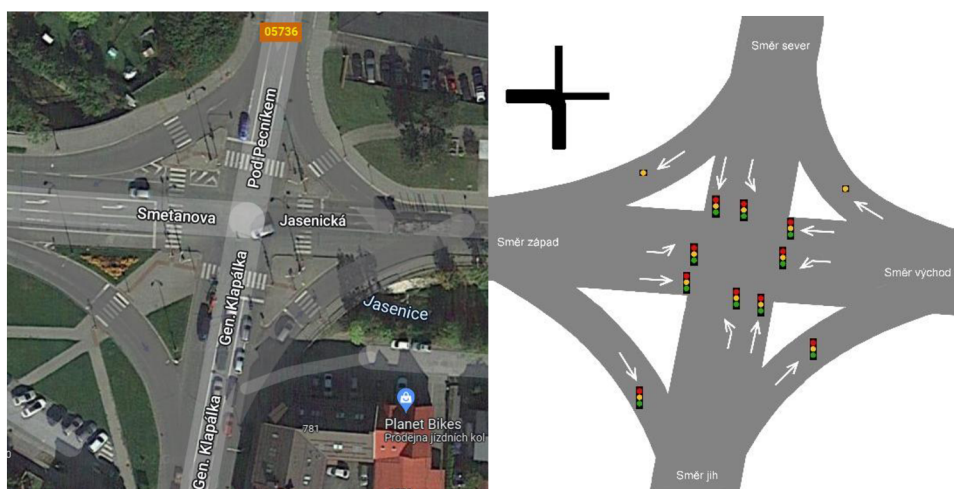 05736
Pod Pecníkem
Smetanova
Jasenická
Gen. Klapálka
Jasenice
Planet Bikes
Prodejna jízdních kol
781
Gen. Klapálka
0
Směr sever
Směr západ
Směr východ
Směr jih